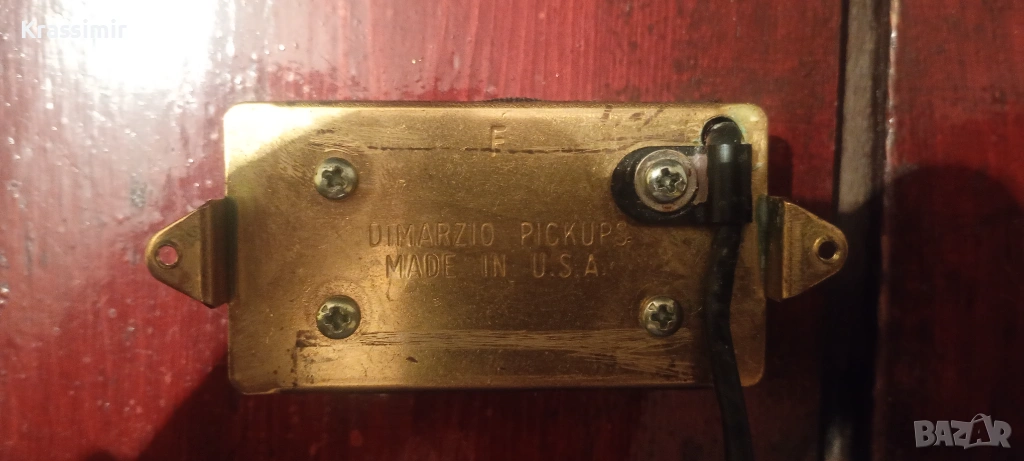 Krassimir
F
DIMARZIO PICKUPS
MADE IN U.S.A.
BAZAR